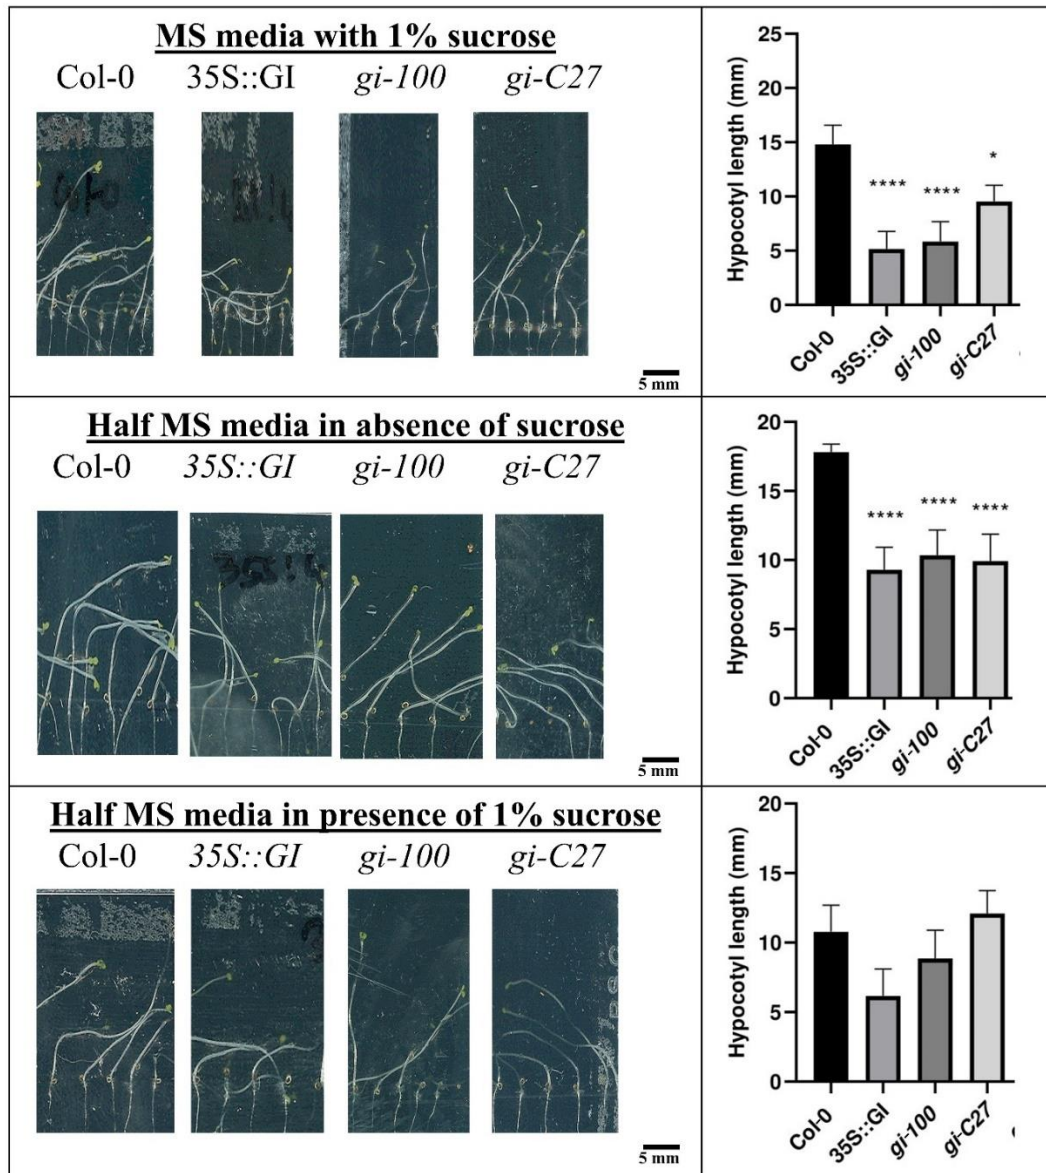 MS media with 1% sucrose
Col-0 35S::GI gi-100 gi-C27
5 mm
Hypocotyl length (mm)
25
20
15
10
5
0
****
****
*
Col-0
35S::GI
gi-100
gi-C27
Half MS media in absence of sucrose
Col-0 35S::GI gi-100 gi-C27
5 mm
Hypocotyl length (mm)
20
15
10
5
0
****
****
****
Col-0
35S::GI
gi-100
gi-C27
Half MS media in presence of 1% sucrose
Col-0 35S::GI gi-100 gi-C27
5 mm
Hypocotyl length (mm)
20
15
10
5
0
Col-0
35S::GI
gi-100
gi-C27